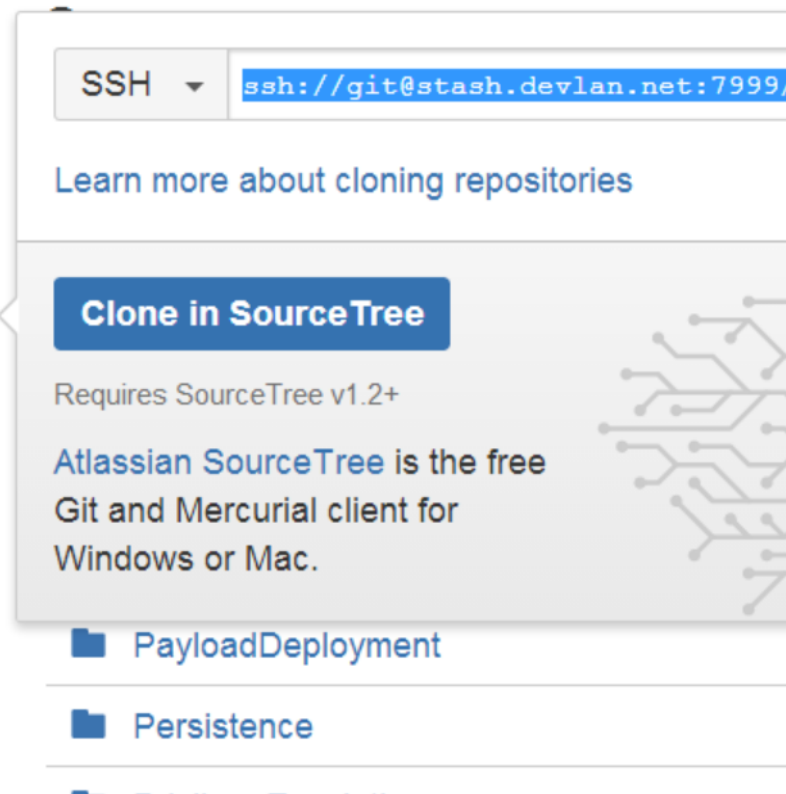 SSH
ssh://git@stash.devlan.net:7999/
Learn more about cloning repositories
Clone in SourceTree
Requires SourceTree v1.2+
Atlassian SourceTree is the free
Git and Mercurial client for
Windows or Mac.
PayloadDeployment
Persistence